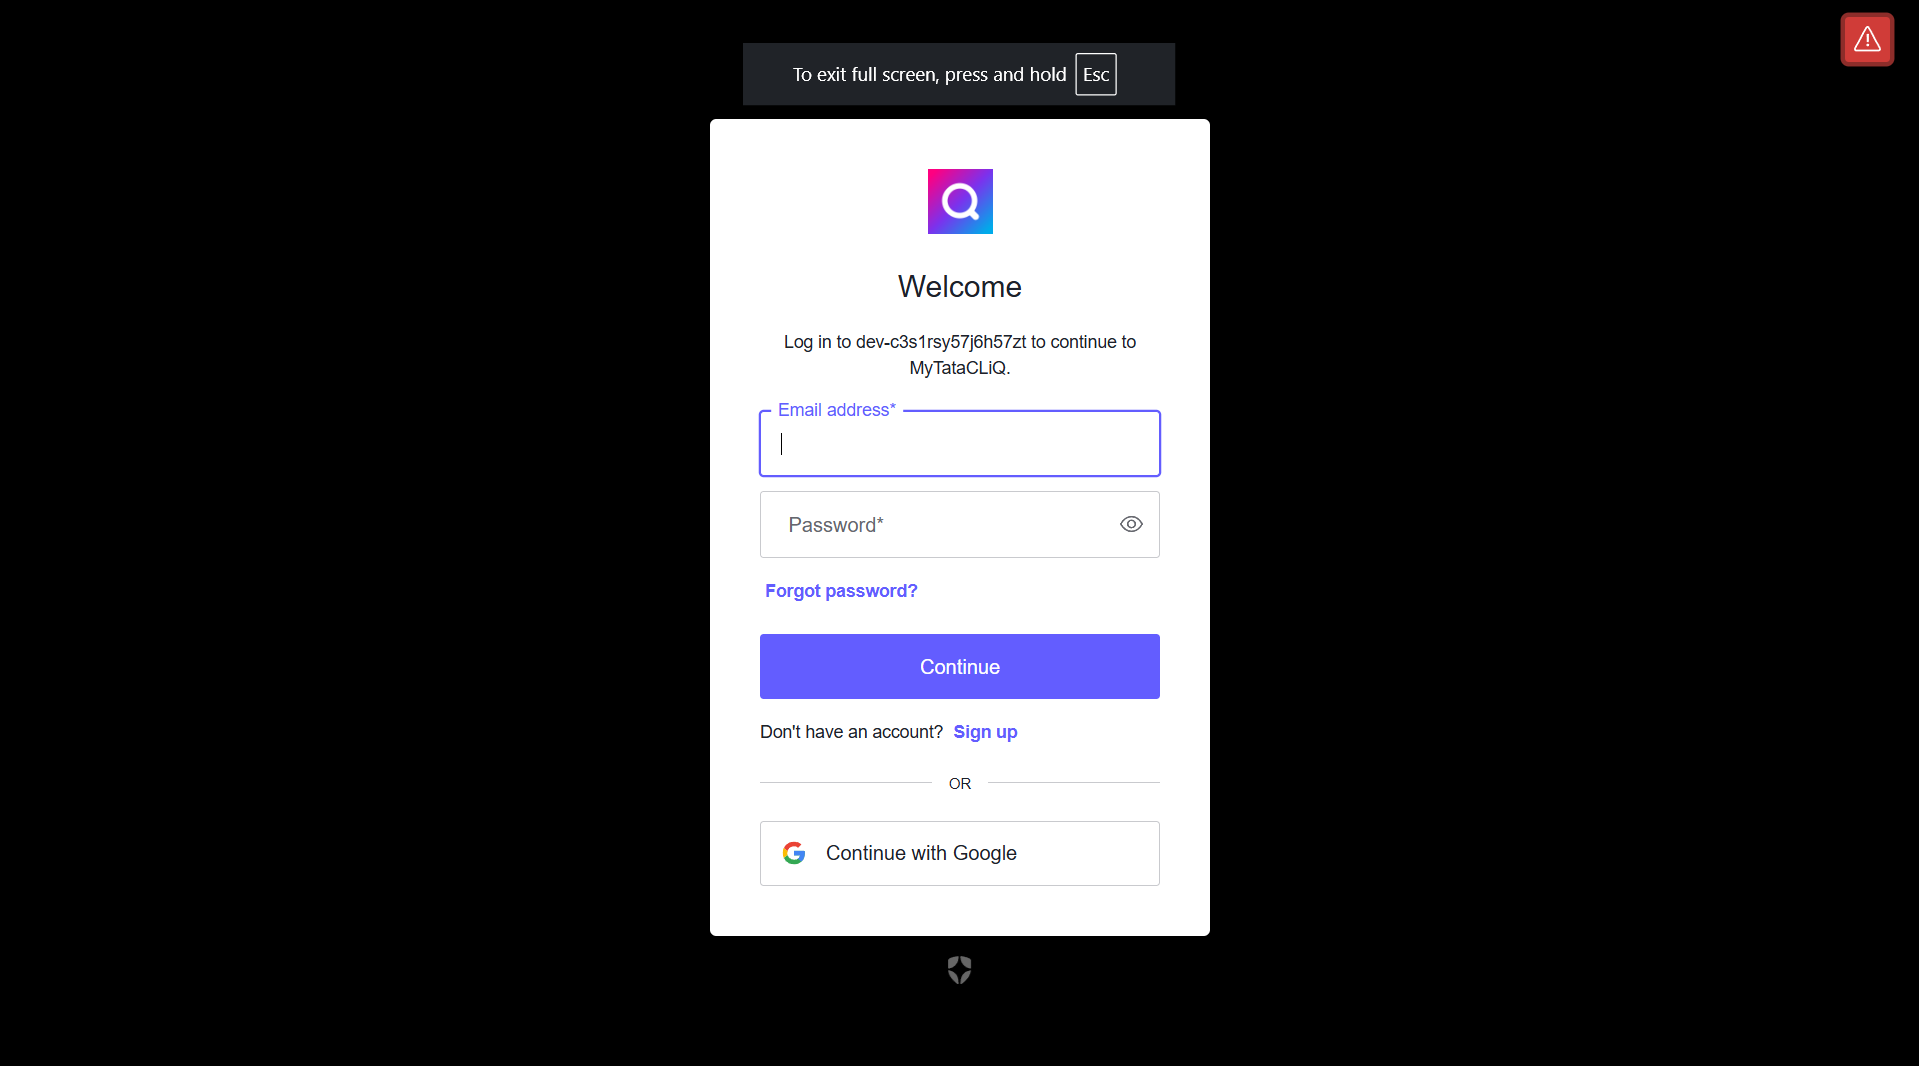 To exit full screen, press and hold Esc
Welcome
Log in to dev-c3s1rsy57j6h57zt to continue to
MyTataCLiQ.
Email address*
Password*
Forgot password?
Continue
Don't have an account? Sign up
OR
Continue with Google